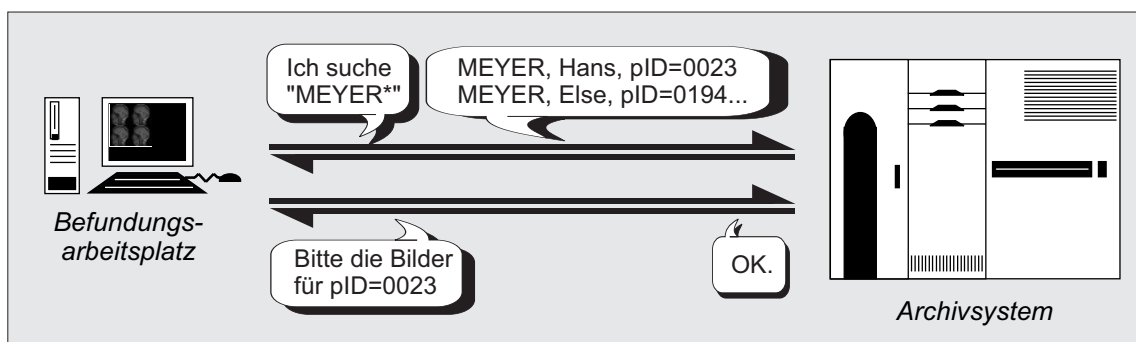 Ich suche
"MEYER*"
MEYER, Hans, pID=0023
MEYER, Else, pID=0194...
Befundungs-
arbeitsplatz
Bitte die Bilder
für pID=0023
OK.
Archivsystem